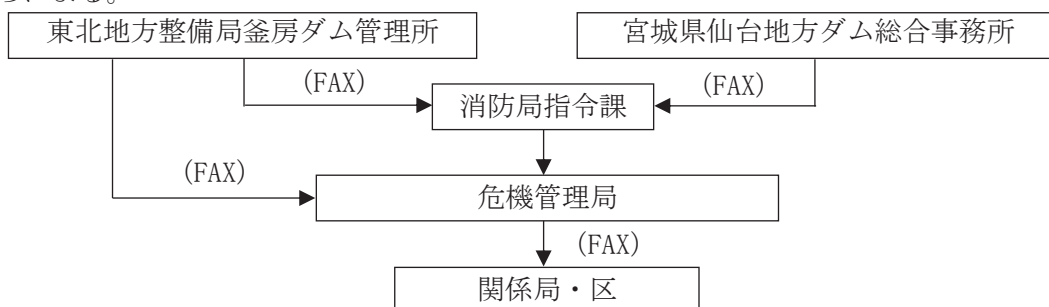 東北地方整備局釜房ダム管理所
宮城県仙台地方ダム総合事務所
(FAX)
(FAX)
消防局指令課
(FAX)
危機管理局
(FAX)
関係局・区